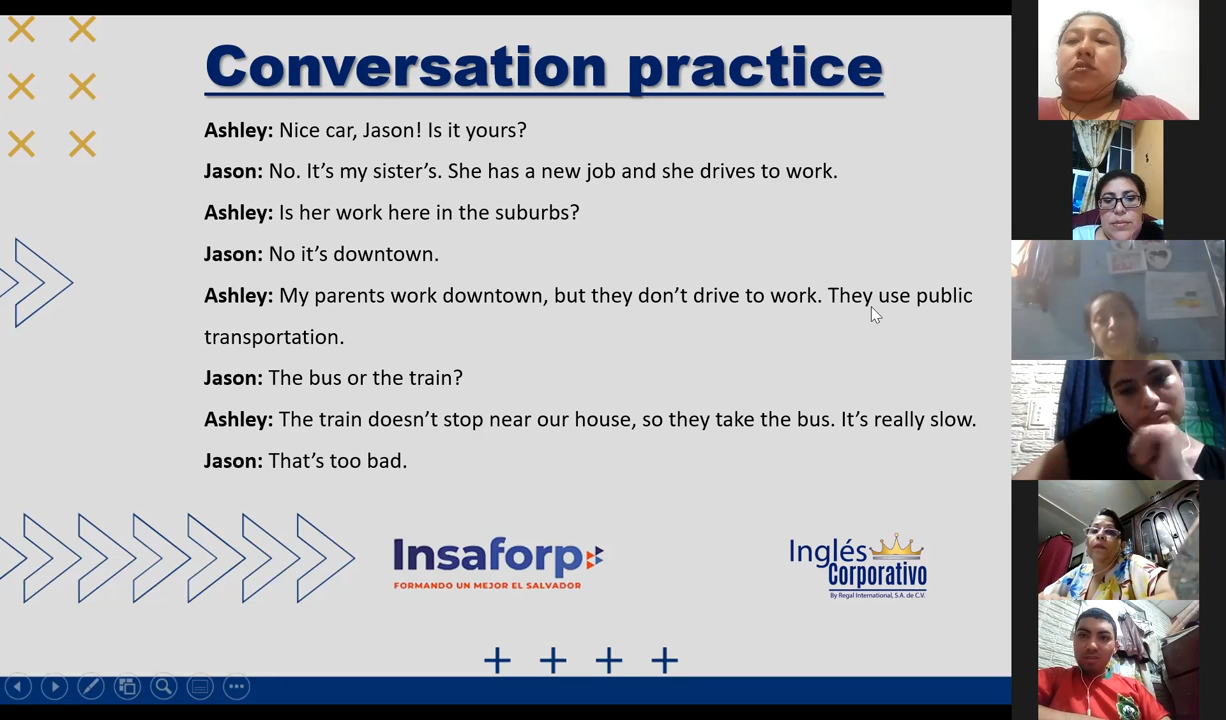 Conversation practice
Ashley: Nice car, Jason! Is it yours?
Jason: No. It’s my sister’s. She has a new job and she drives to work.
Ashley: Is her work here in the suburbs?
Jason: No it’s downtown.
Ashley: My parents work downtown, but they don’t drive to work. They use public
transportation.
Jason: The bus or the train?
Ashley: The train doesn’t stop near our house, so they take the bus. It’s really slow.
Jason: That’s too bad.
Insaforp
FORMANDO UN MEJOR EL SALVADOR
Inglés
Corporativo
By Regal International, S.A. de C.V.